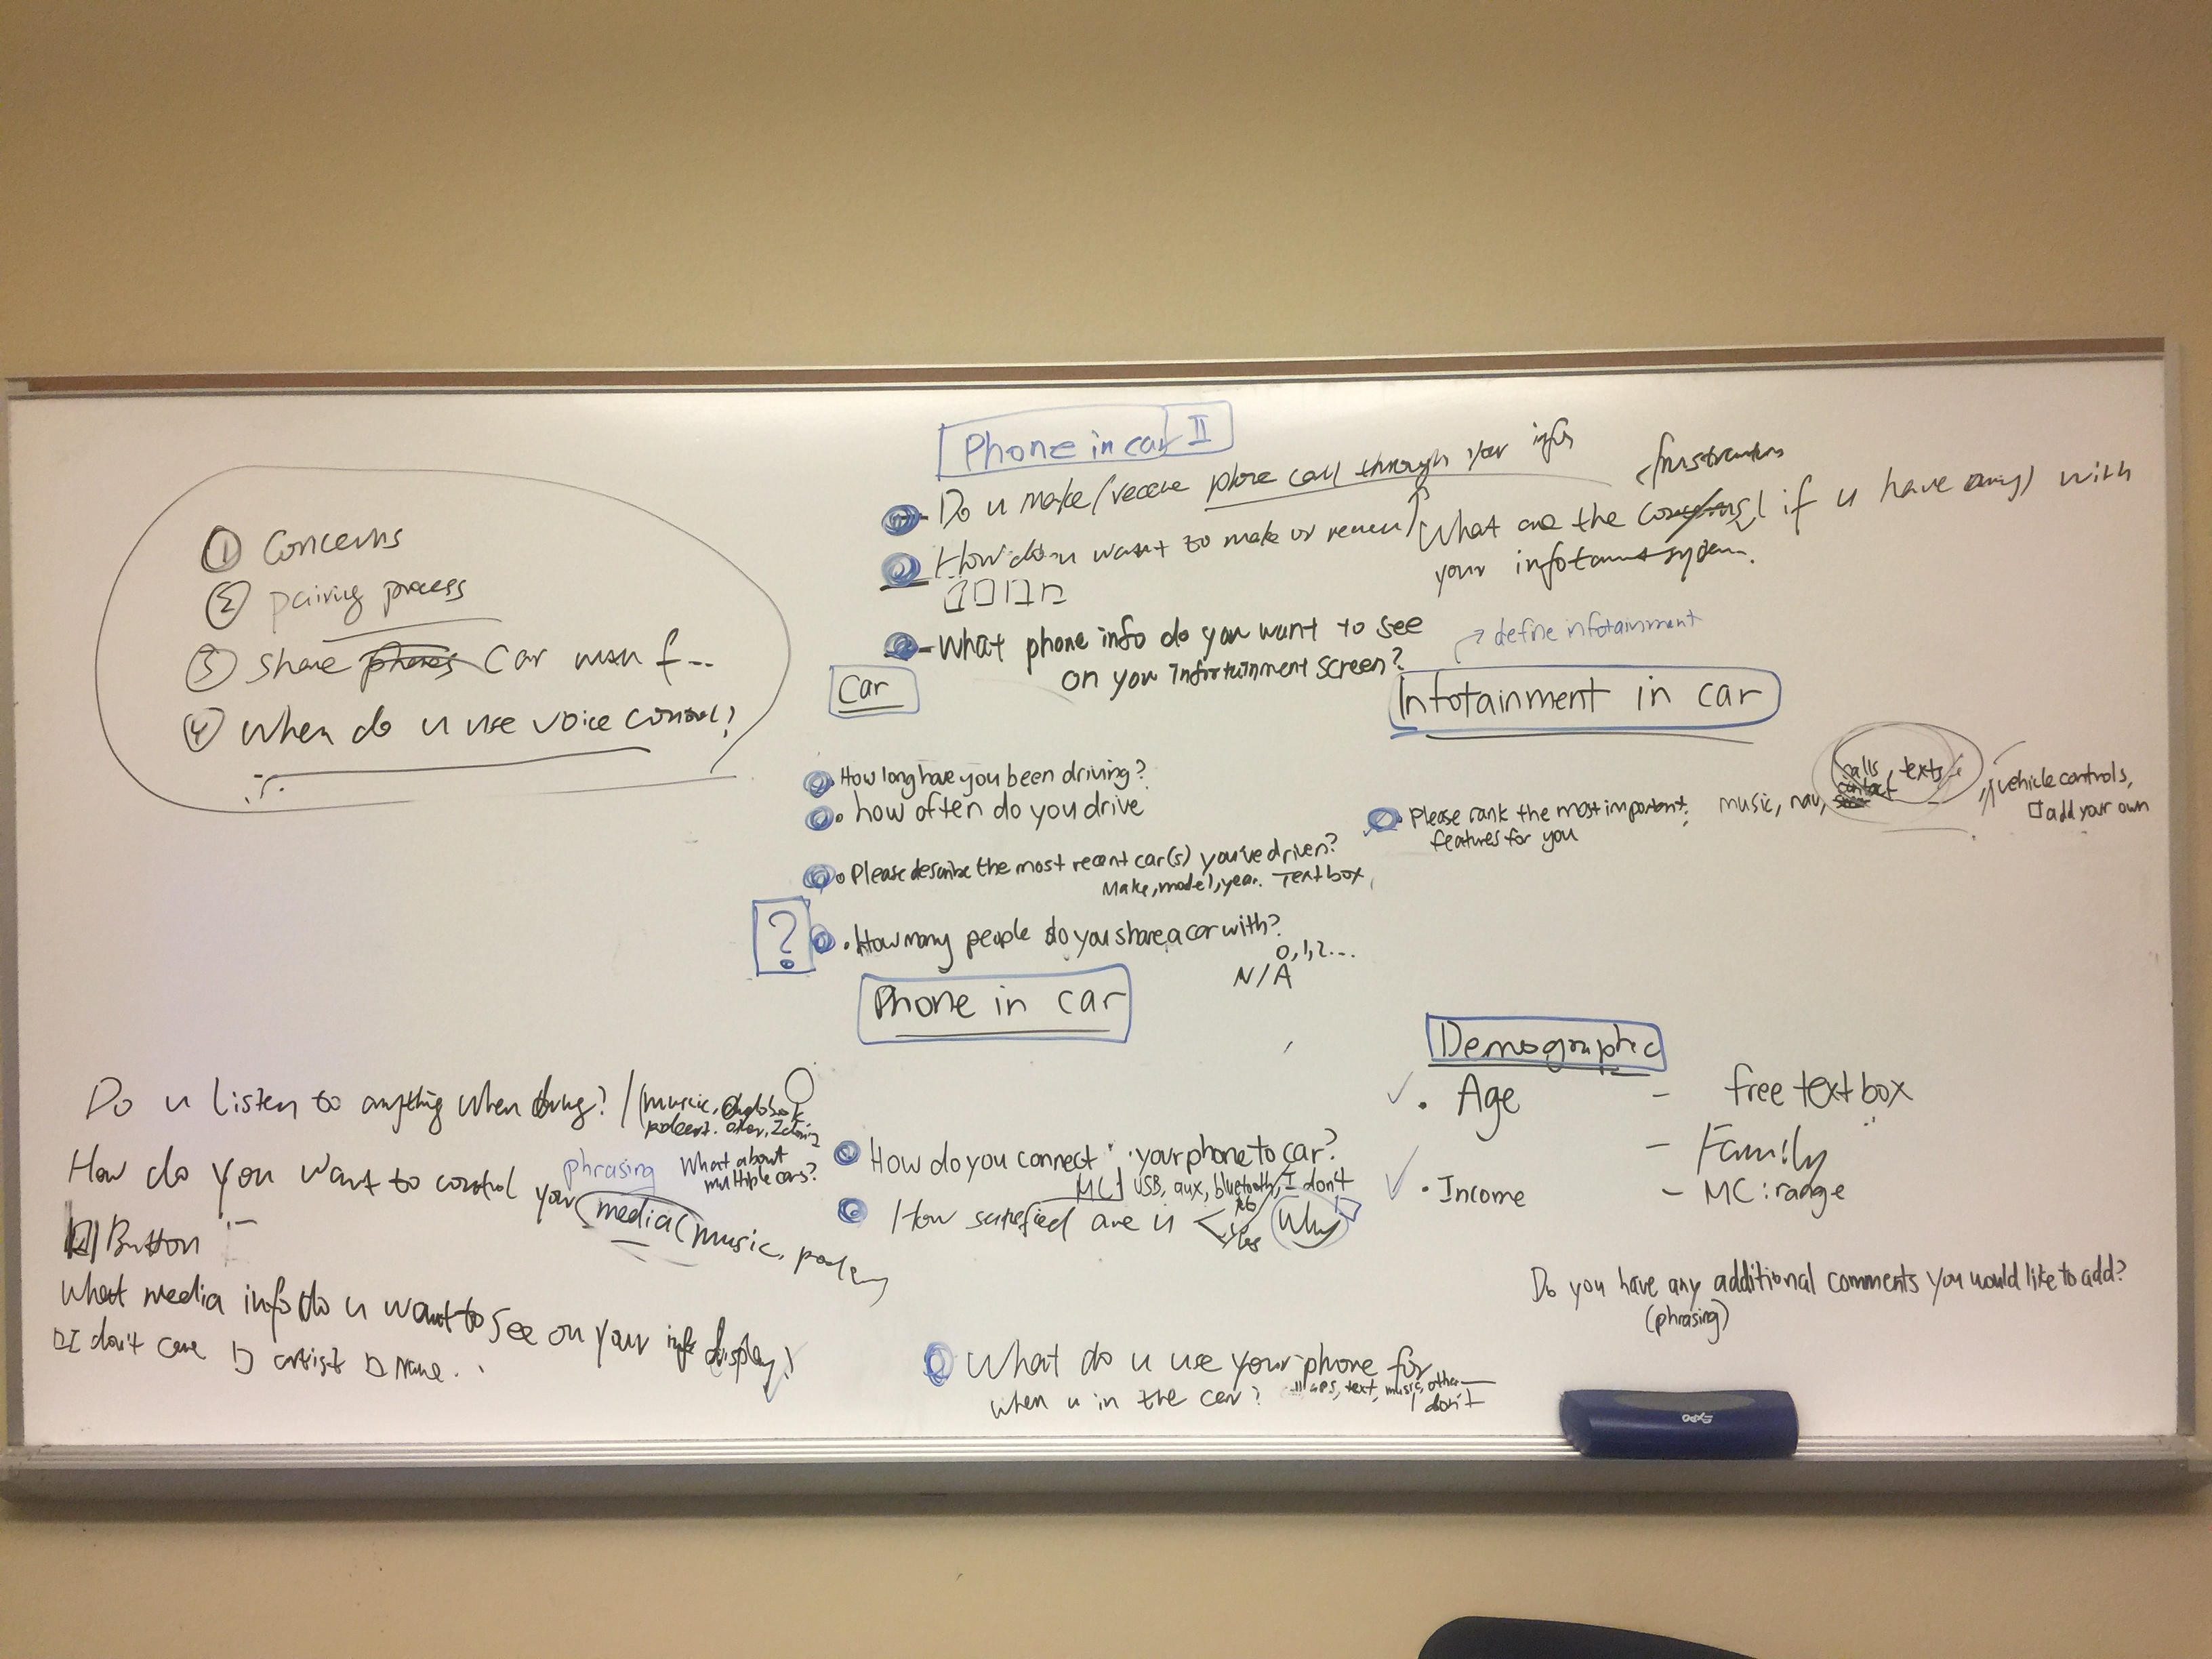 ① Concerns
② pairing process
③ Share phones Car with f...
④ When do u use voice control?
Phone in car II
Do u make/receive phone call through your info
How do u want to make or receive
What phone info do you want to see
on your Infortainment screen?
frustrations
What are the concerns (if u have any) with
your infotainment system.
→ define infotainment
Car
How long have you been driving?
how often do you drive
Please describe the most recent car(s) you've driven?
Make, model, year. Text box
?
How many people do you share a car with?
0, 1, 2...
N/A
Infotainment in car
Please rank the most important
features for you
music, nav,
calls, texts
contact
vehicle controls,
add your own
Phone in car
How do you connect your phone to car?
MC] USB, aux, bluetooth, I don't
How satisfied are u
No
Yes
Why
What do u use your phone for
when u in the car? GPS, text, music, other
I don't
Do u listen to anything when driving? / (music,
podcast. other,
How do you want to control your media (music,
phrasing
What about
multiple cars?
Button
What media info do u want to see on your info display?
I don't care artist name.
Demographic
Age - free text box
- Family
Income - MC: range
Do you have any additional comments you would like to add?
(phrasing)
EXPO